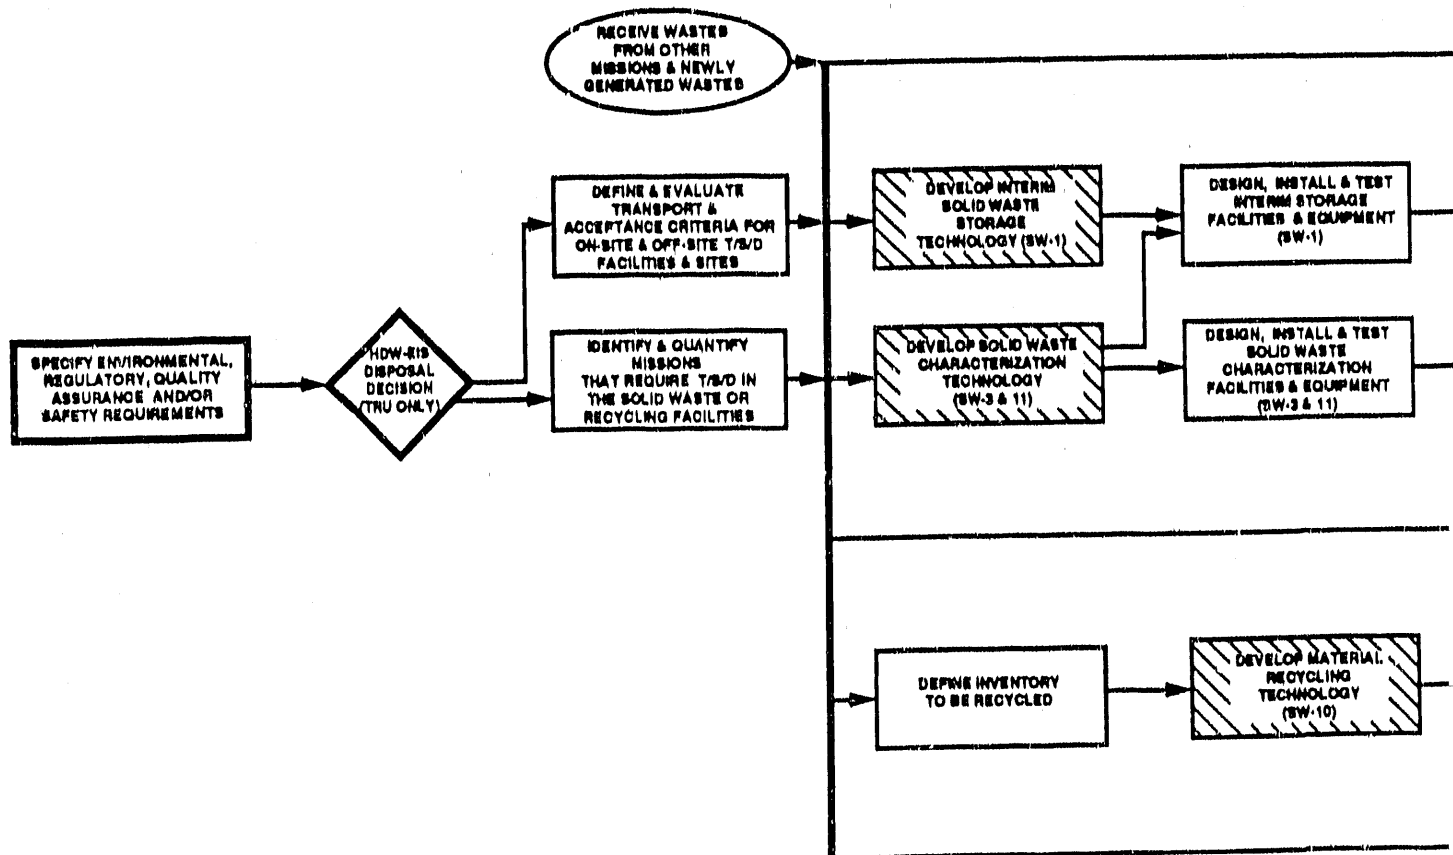 RECEIVE WASTES
FROM OTHER
MISSIONS & NEWLY
GENERATED WASTES
DEFINE & EVALUATE
TRANSPORT &
ACCEPTANCE CRITERIA FOR
ON-SITE & OFF-SITE T/S/D
FACILITIES & SITES
DEVELOP INTERIM
SOLID WASTE
STORAGE
TECHNOLOGY (SW-1)
DESIGN, INSTALL & TEST
INTERIM STORAGE
FACILITIES & EQUIPMENT
(SW-1)
SPECIFY ENVIRONMENTAL,
REGULATORY, QUALITY
ASSURANCE AND/OR
SAFETY REQUIREMENTS
HDW-EIS
DISPOSAL
DECISION
(TRU ONLY)
IDENTIFY & QUANTIFY
MISSIONS
THAT REQUIRE T/S/D IN
THE SOLID WASTE OR
RECYCLING FACILITIES
DEVELOP SOLID WASTE
CHARACTERIZATION
TECHNOLOGY
(SW-3 & 11)
DESIGN, INSTALL & TEST
SOLID WASTE
CHARACTERIZATION
FACILITIES & EQUIPMENT
(SW-3 & 11)
DEFINE INVENTORY
TO BE RECYCLED
DEVELOP MATERIAL
RECYCLING
TECHNOLOGY
(SW-10)